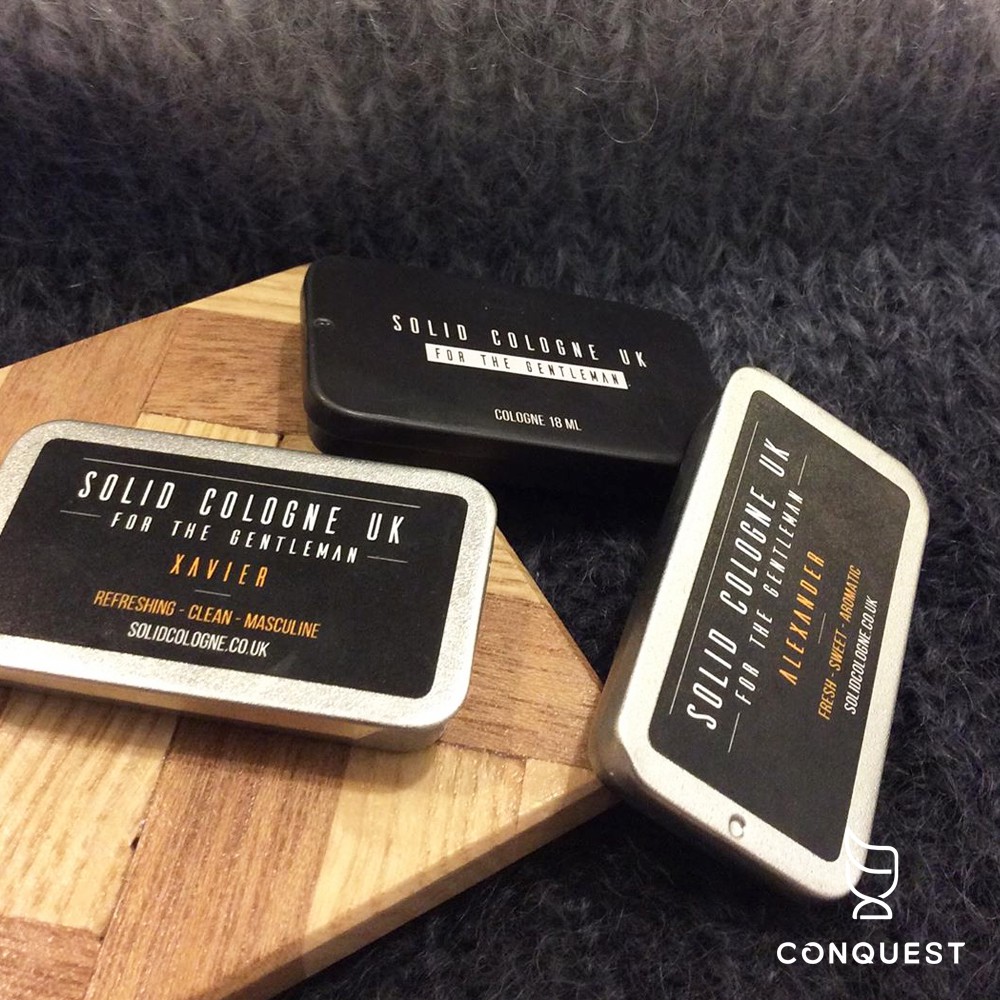 SOLID COLOGNE UK
FOR THE GENTLEMAN
COLOGNE 18 ML
SOLID COLOGNE UK
FOR THE GENTLEMAN
XAVIER
REFRESHING - CLEAN - MASCULINE
SOLIDCOLOGNE.CO.UK
SOLID COLOGNE UK
FOR THE GENTLEMAN
ALEXANDER
FRESH - SWEET - AROMATIC
SOLIDCOLOGNE.CO.UK
CONQUEST